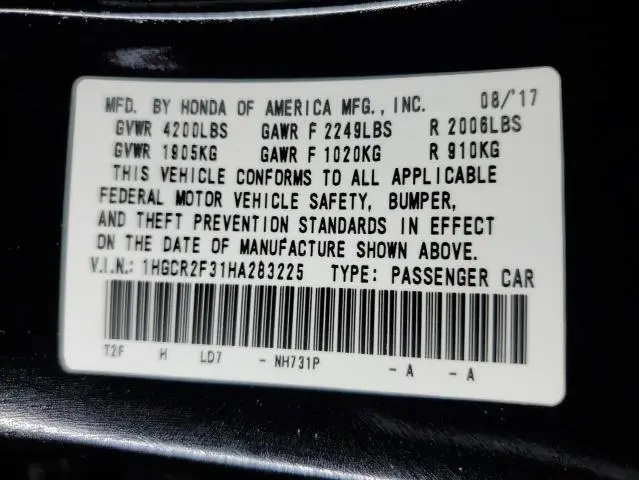 MFD. BY HONDA OF AMERICA MFG., INC. 08/'17
GVWR 4200LBS GAWR F 2249LBS R 2006LBS
GVWR 1905KG GAWR F 1020KG R 910KG
THIS VEHICLE CONFORMS TO ALL APPLICABLE
FEDERAL MOTOR VEHICLE SAFETY, BUMPER,
AND THEFT PREVENTION STANDARDS IN EFFECT
ON THE DATE OF MANUFACTURE SHOWN ABOVE.
V.I.N.: 1HGCR2F31HA283225 TYPE: PASSENGER CAR
T2F H LD7 - NH731P - A - A